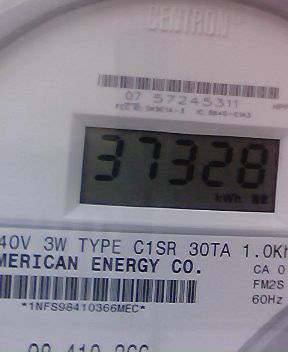 CENTRON
07 57245311
37328
kWh
40V 3W TYPE C1SR 30TA 1.0Kh
MERICAN ENERGY CO.
CA 0
FM2S
60Hz
*1NFS98410366MEC*